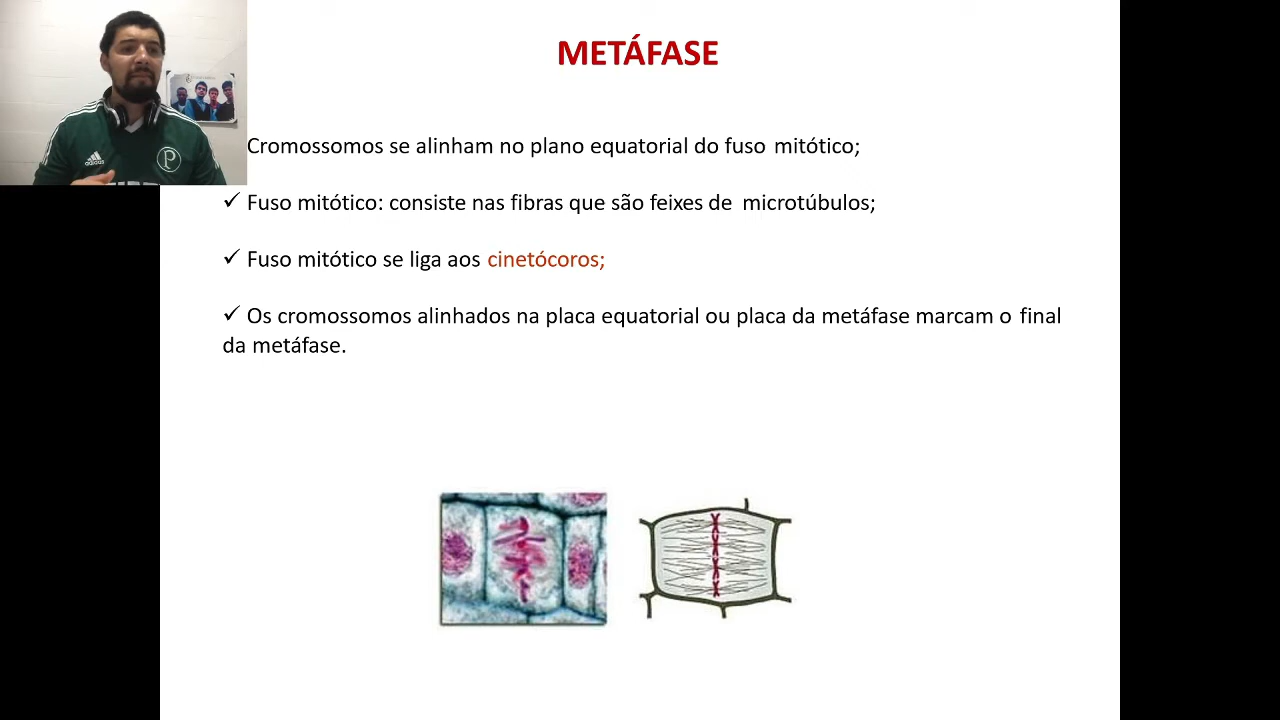 METÁFASE
Cromossomos se alinham no plano equatorial do fuso mitótico;
✓ Fuso mitótico: consiste nas fibras que são feixes de microtúbulos;
✓ Fuso mitótico se liga aos cinetócoros;
✓ Os cromossomos alinhados na placa equatorial ou placa da metáfase marcam o final
da metáfase.
adidas
P